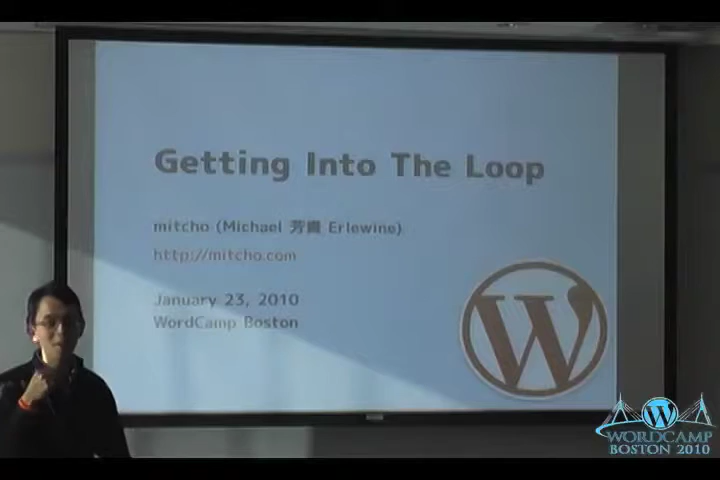 Getting Into The Loop
mitcho (Michael 芳貴 Erlewine)
http://mitcho.com
January 23, 2010
WordCamp Boston
W
W
WORDCAMP
BOSTON 2010